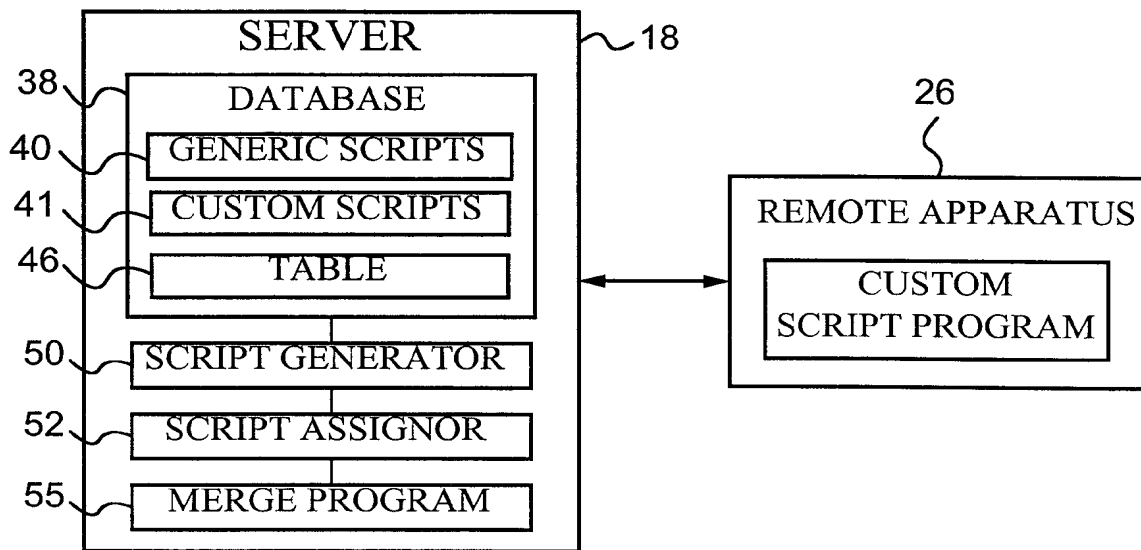 SERVER
18
38
DATABASE
40
GENERIC SCRIPTS
41
CUSTOM SCRIPTS
46
TABLE
50
SCRIPT GENERATOR
52
SCRIPT ASSIGNOR
55
MERGE PROGRAM
26
REMOTE APPARATUS
CUSTOM
SCRIPT PROGRAM